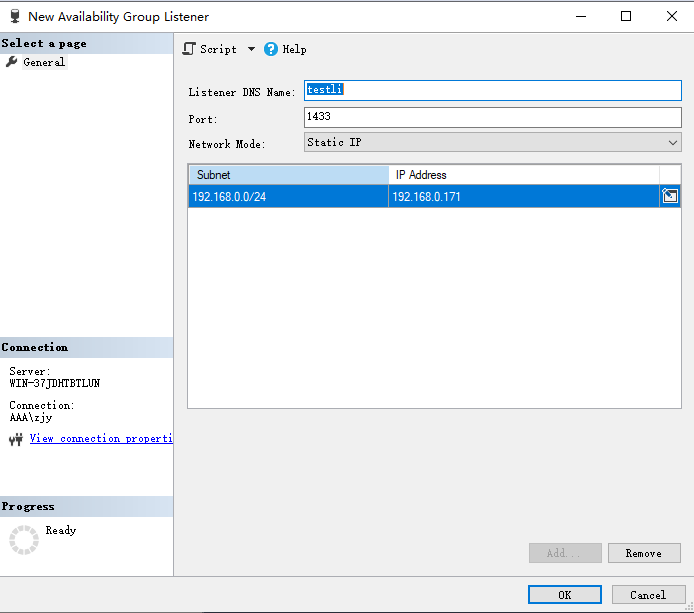 New Availability Group Listener
Select a page
General
Script
Help
Listener DNS Name:
testli
Port:
1433
Network Mode:
Static IP
Subnet
IP Address
192.168.0.0/24
192.168.0.171
Connection
Server:
WIN-37JDHTBTLUN
Connection:
AAA\zjy
View connection properti
Progress
Ready
Add...
Remove
OK
Cancel